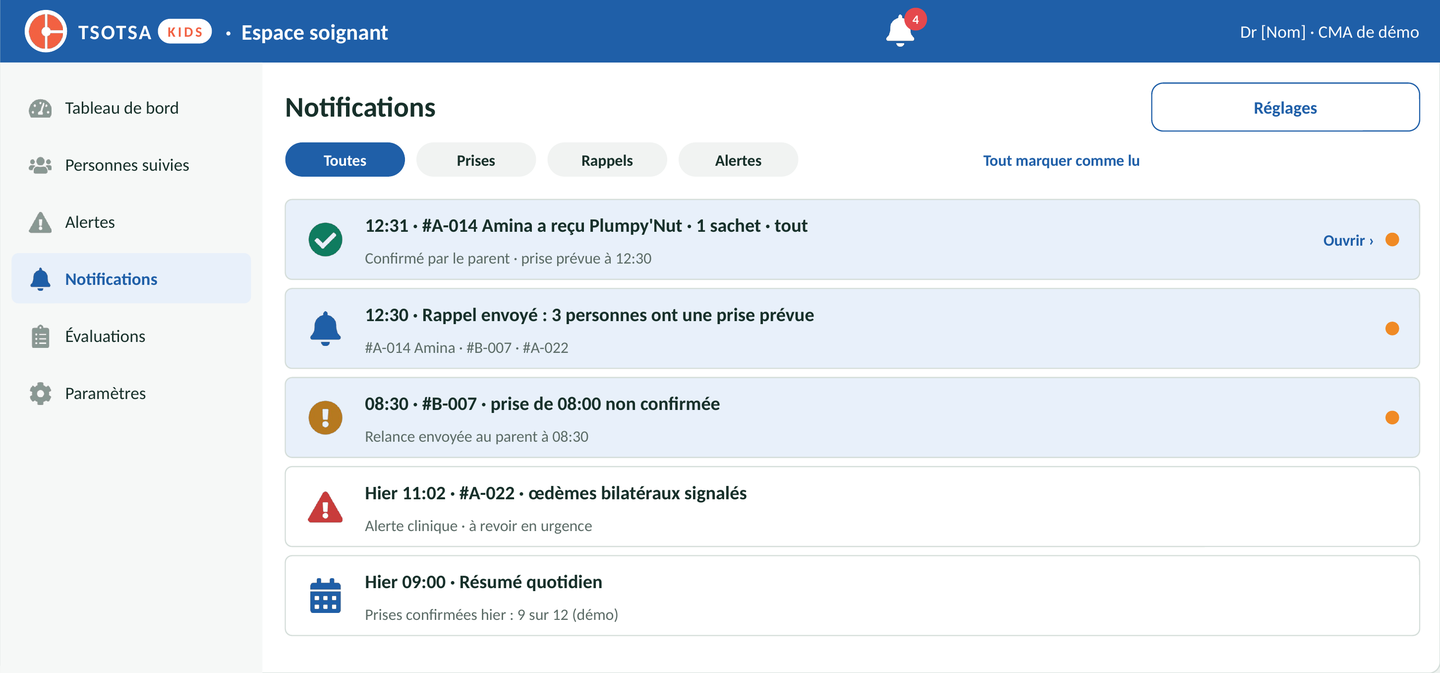 TSOTSA KIDS · Espace soignant
4
Dr [Nom] · CMA de démo
Tableau de bord
Personnes suivies
Alertes
Notifications
Évaluations
Paramètres
Notifications
Réglages
Toutes
Prises
Rappels
Alertes
Tout marquer comme lu
12:31 · #A-014 Amina a reçu Plumpy'Nut · 1 sachet · tout
Confirmé par le parent · prise prévue à 12:30
Ouvrir ›
12:30 · Rappel envoyé : 3 personnes ont une prise prévue
#A-014 Amina · #B-007 · #A-022
08:30 · #B-007 · prise de 08:00 non confirmée
Relance envoyée au parent à 08:30
Hier 11:02 · #A-022 · œdèmes bilatéraux signalés
Alerte clinique · à revoir en urgence
Hier 09:00 · Résumé quotidien
Prises confirmées hier : 9 sur 12 (démo)